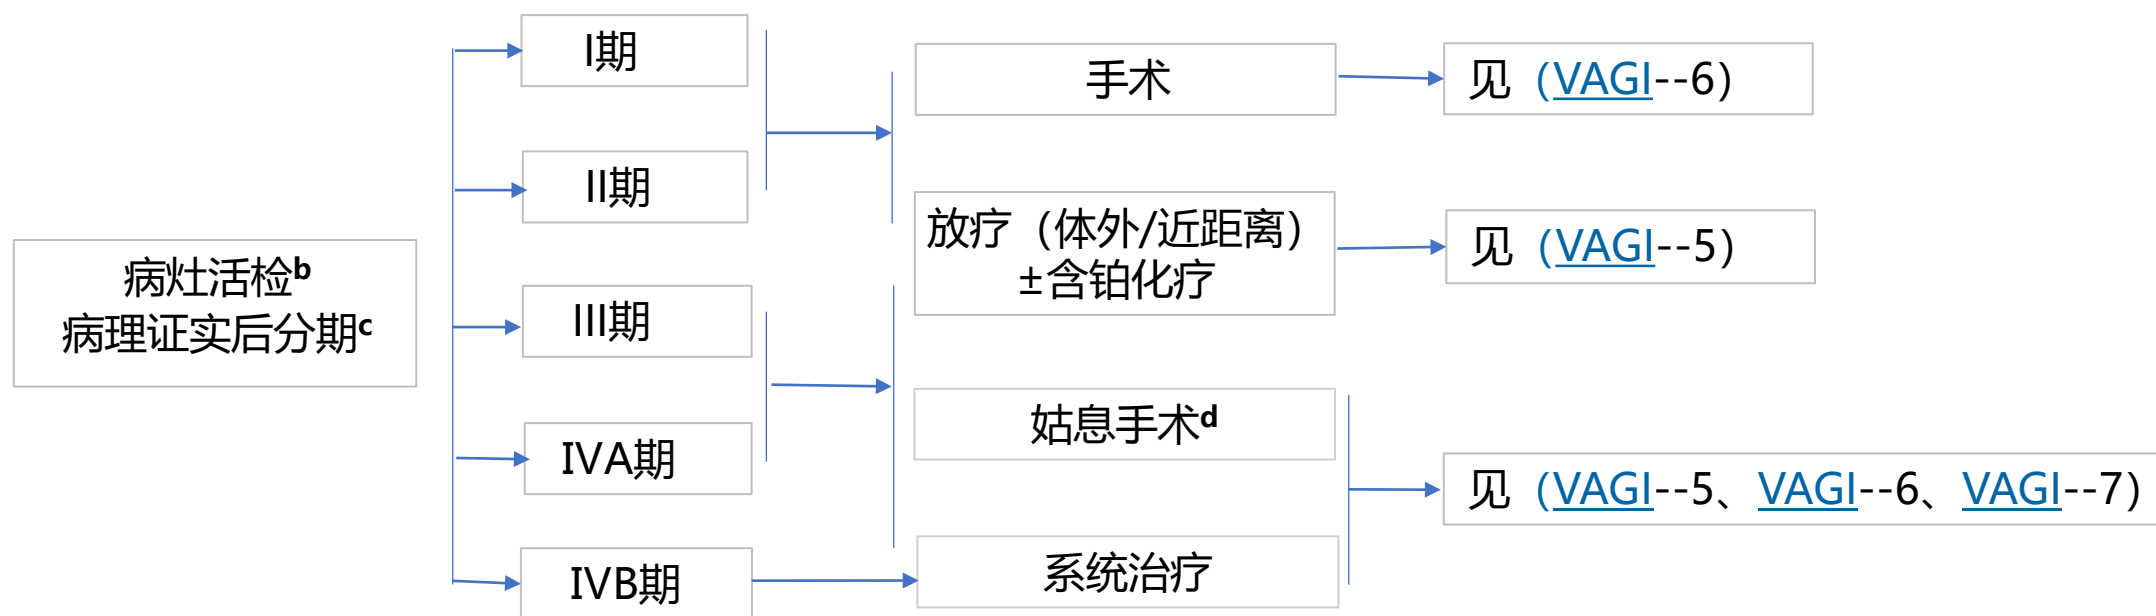 病灶活检b
病理证实后分期c
I期
II期
III期
IVA期
IVB期
手术
放疗（体外/近距离）
±含铂化疗
姑息手术d
系统治疗
见（VAGI--6）
见（VAGI--5）
见（VAGI--5、VAGI--6、VAGI--7）